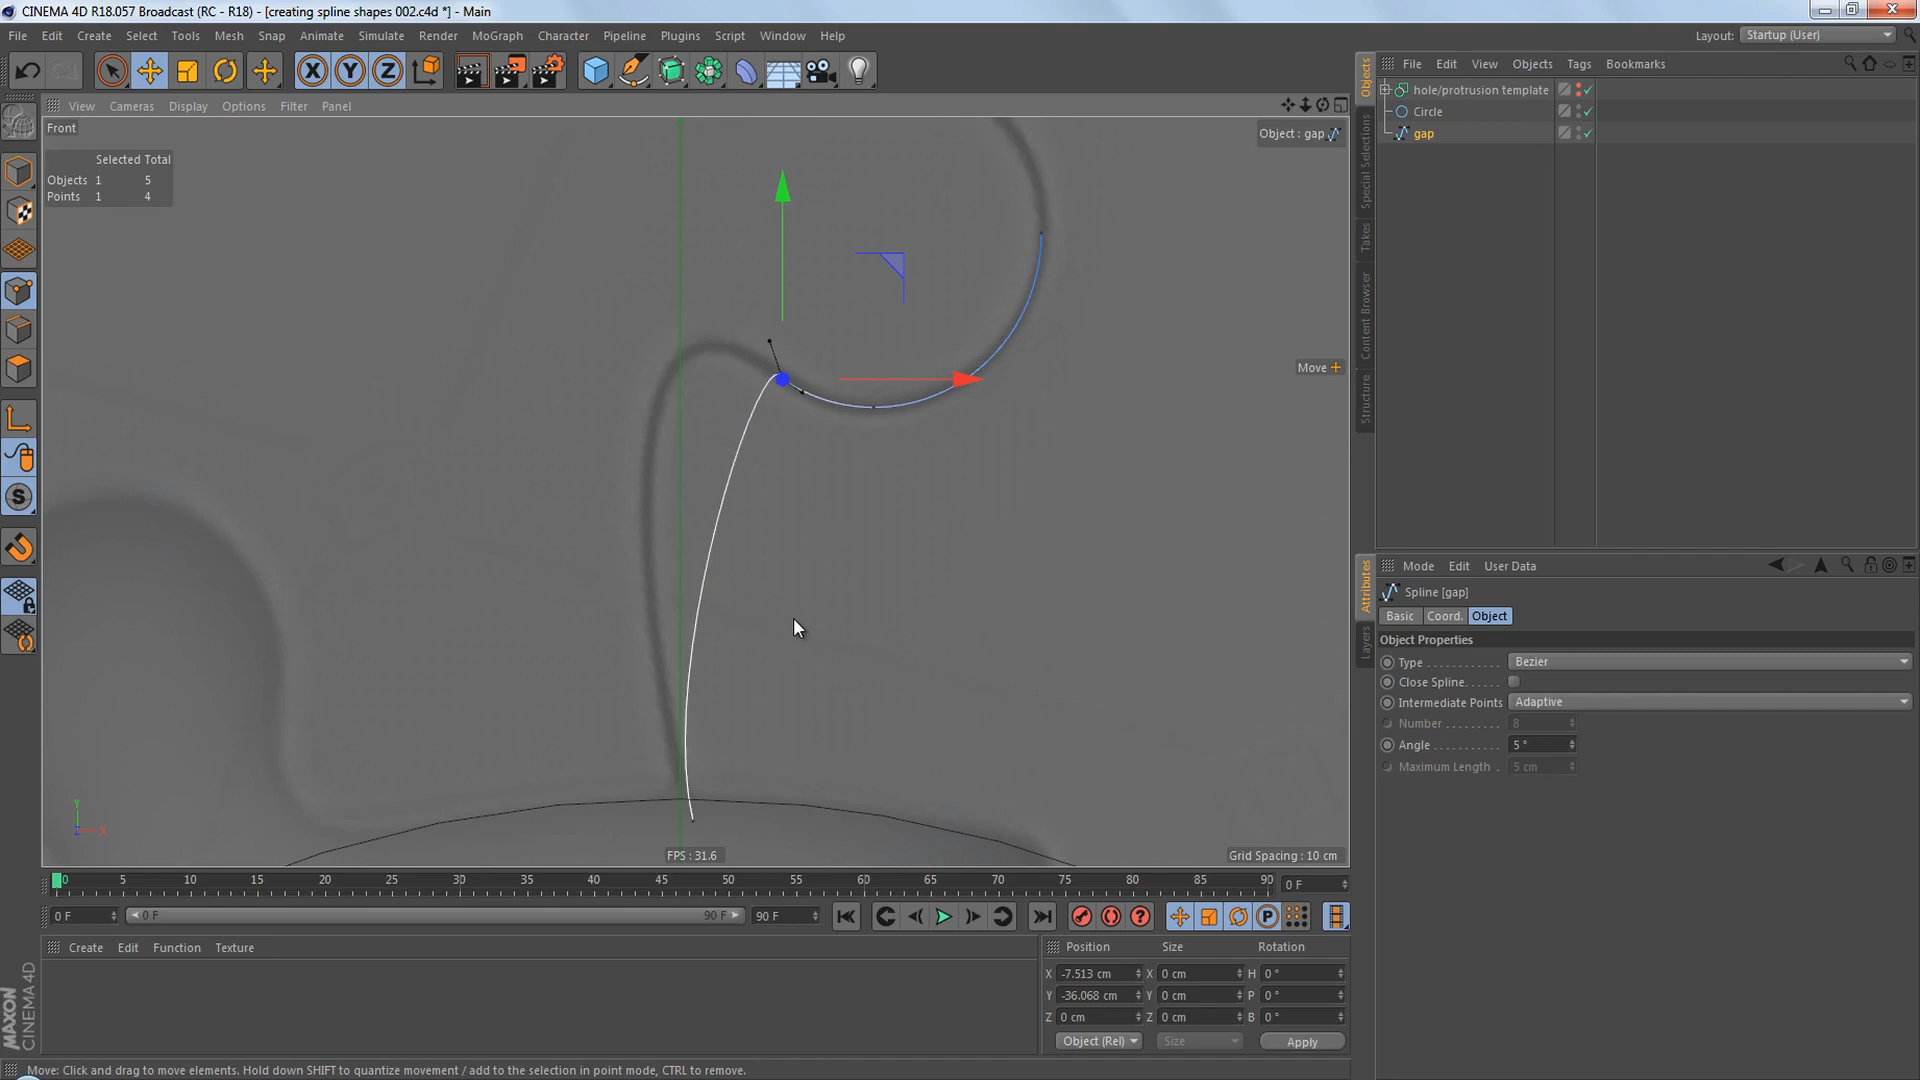 CINEMA 4D R18.057 Broadcast (RC - R18) - [creating spline shapes 002.c4d *] - Main
File Edit Create Select Tools Mesh Snap Animate Simulate Render MoGraph Character Pipeline Plugins Script Window Help
Layout: Startup (User)
X Y Z
View Cameras Display Options Filter Panel
File Edit View Objects Tags Bookmarks
Front
Object : gap
Selected Total
Objects 1 5
Points 1 4
Move
hole/protrusion template
Circle
gap
Objects
Special Selections
Takes
Content Browser
Structure
Attributes
Layers
Mode Edit User Data
Spline [gap]
Basic Coord. Object
Object Properties
Type Bezier
Close Spline
Intermediate Points Adaptive
Number 8
Angle 5 °
Maximum Length 5 cm
Y
X
Z
FPS : 31.6
Grid Spacing : 10 cm
0 5 10 15 20 25 30 35 40 45 50 55 60 65 70 75 80 85 90 0 F
0 F 0 F 90 F 90 F
Create Edit Function Texture
Position Size Rotation
X -7.513 cm X 0 cm H 0 °
Y -36.068 cm Y 0 cm P 0 °
Z 0 cm Z 0 cm B 0 °
Object (Rel) Size Apply
MAXON
CINEMA 4D
Move: Click and drag to move elements. Hold down SHIFT to quantize movement / add to the selection in point mode, CTRL to remove.